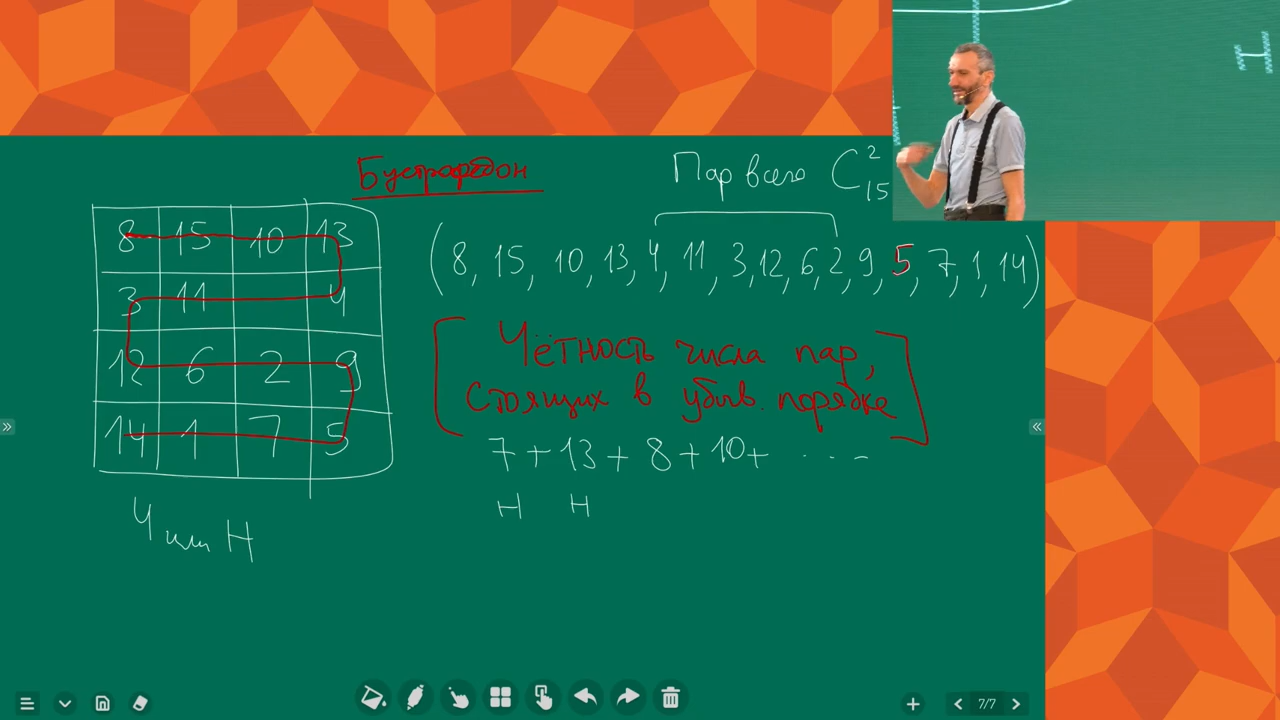 Бустрофедон
Пар всего C²₁₅
8 15 10 13
3 11 4
12 6 2 9
14 1 7 5
(8, 15, 10, 13, 4, 11, 3, 12, 6, 2, 9, 5, 7, 1, 14)
[Чётность числа пар,
стоящих в убыв. порядке]
7 + 13 + 8 + 10 + ....
Н Н
Ч или Н
Н
7/7